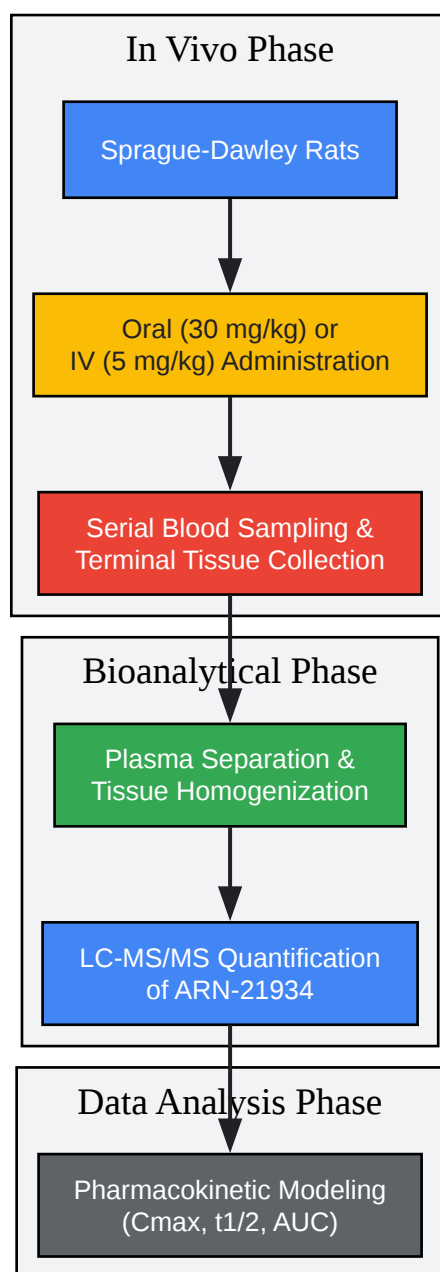 In Vivo Phase
Sprague-Dawley Rats
Oral (30 mg/kg) or
IV (5 mg/kg) Administration
Serial Blood Sampling &
Terminal Tissue Collection
Bioanalytical Phase
Plasma Separation &
Tissue Homogenization
LC-MS/MS Quantification
of ARN-21934
Data Analysis Phase
Pharmacokinetic Modeling
(Cmax, t1/2, AUC)